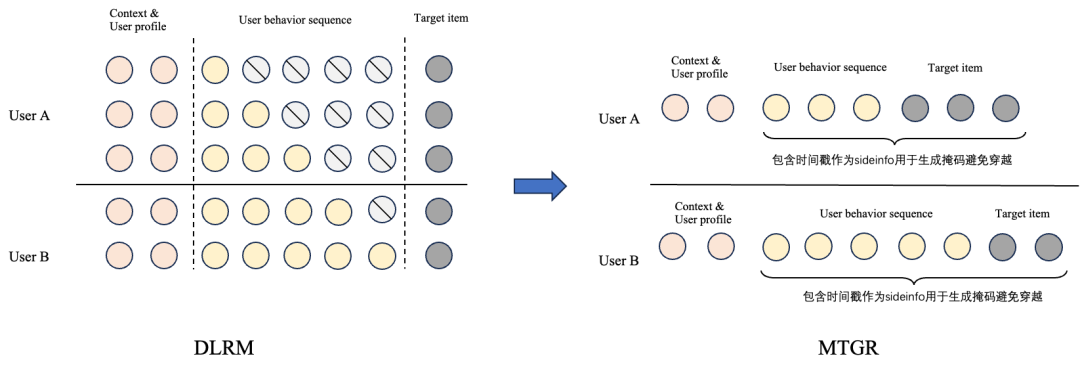 Context &
User profile
User behavior sequence
Target item
User A
User B
DLRM
Context &
User profile
User behavior sequence
Target item
User A
包含时间戳作为sideinfo用于生成掩码避免穿越
Context &
User profile
User behavior sequence
Target item
User B
包含时间戳作为sideinfo用于生成掩码避免穿越
MTGR